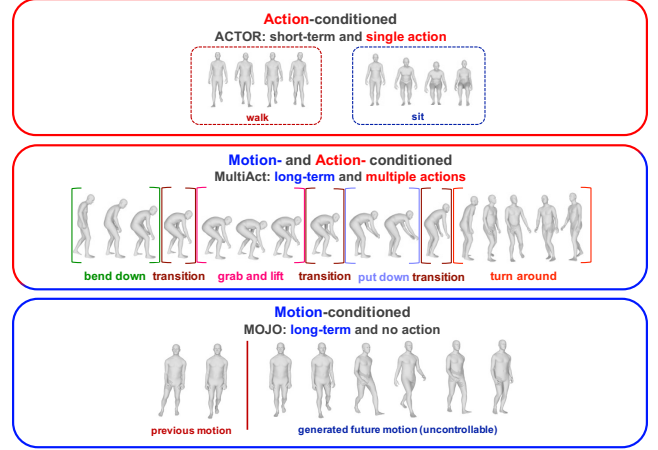 Action-conditioned
ACTOR: short-term and single action
walk
sit
Motion- and Action- conditioned
MultiAct: long-term and multiple actions
bend down transition grab and lift transition put down transition turn around
Motion-conditioned
MOJO: long-term and no action
previous motion
generated future motion (uncontrollable)